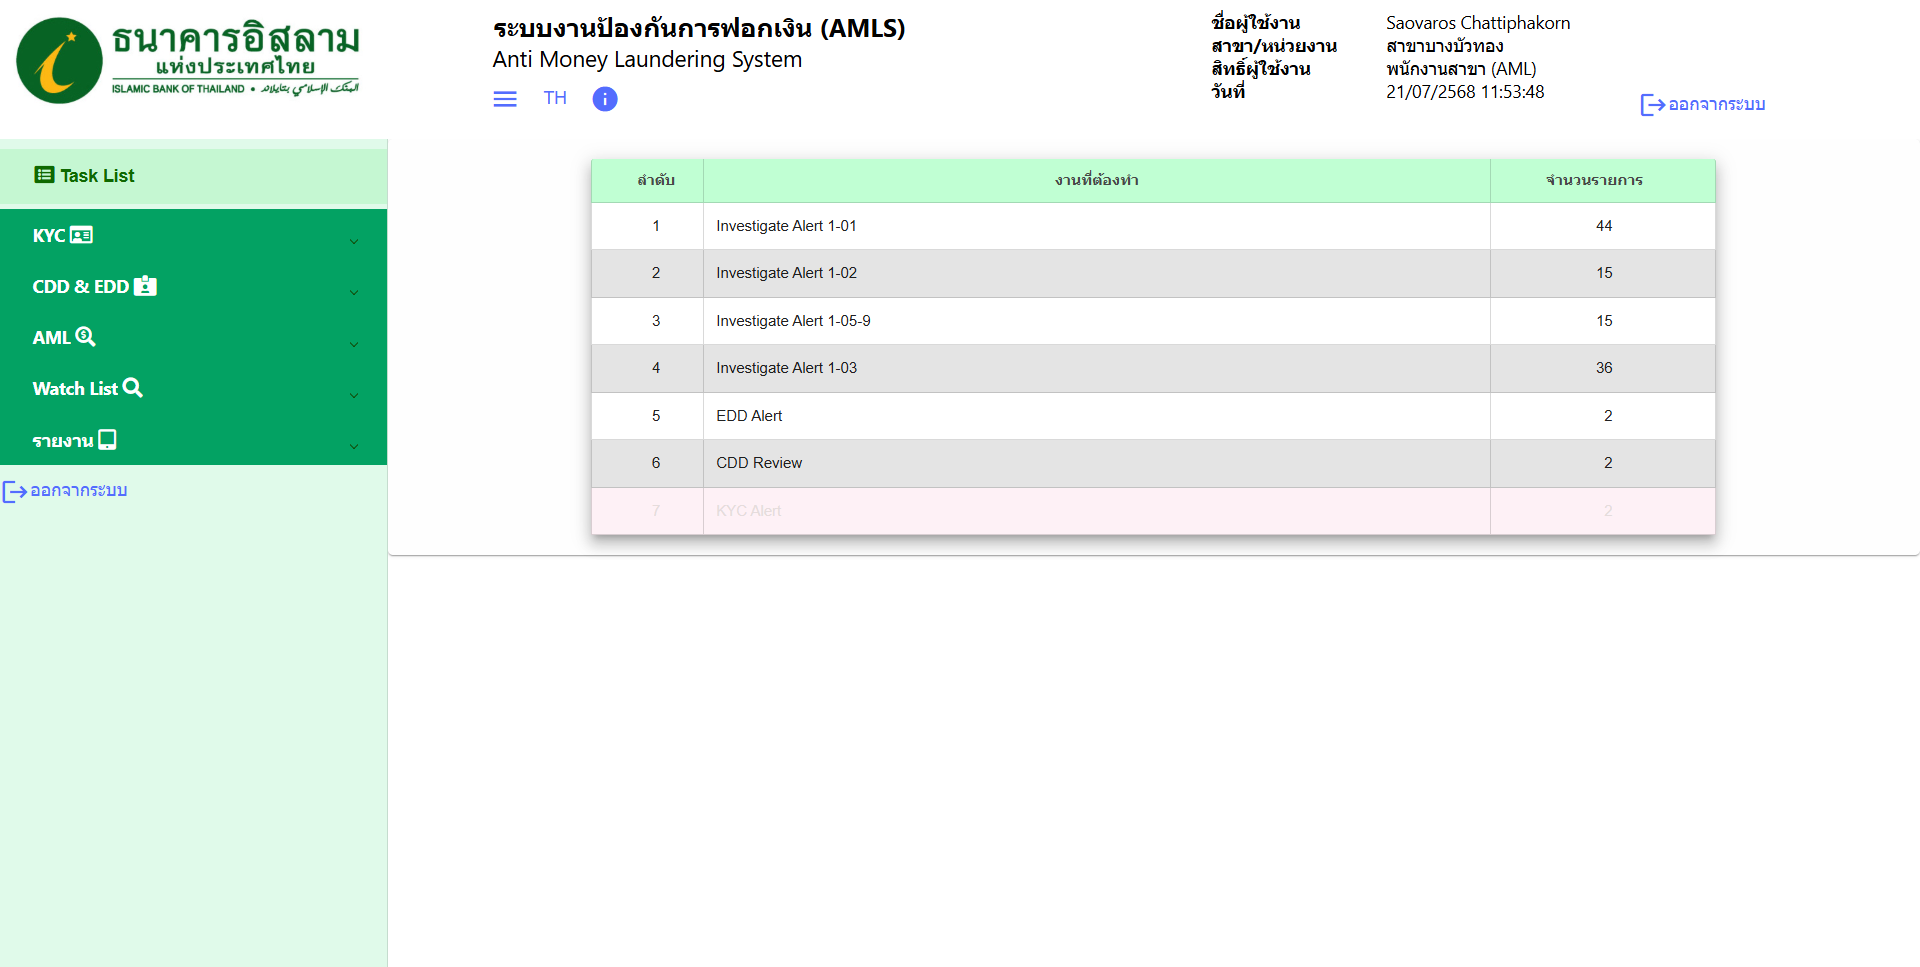 ธนาคารอิสลาม
แห่งประเทศไทย
ISLAMIC BANK OF THAILAND •
ระบบงานป้องกันการฟอกเงิน (AMLS)
Anti Money Laundering System
TH
ชื่อผู้ใช้งาน Saovaros Chattiphakorn
สาขา/หน่วยงาน สาขาบางบัวทอง
สิทธิ์ผู้ใช้งาน พนักงานสาขา (AML)
วันที่ 21/07/2568 11:53:48
ออกจากระบบ
Task List
KYC
CDD & EDD
AML
Watch List
รายงาน
ออกจากระบบ
ลำดับ งานที่ต้องทำ จำนวนรายการ
1 Investigate Alert 1-01 44
2 Investigate Alert 1-02 15
3 Investigate Alert 1-05-9 15
4 Investigate Alert 1-03 36
5 EDD Alert 2
6 CDD Review 2
7 KYC Alert 2